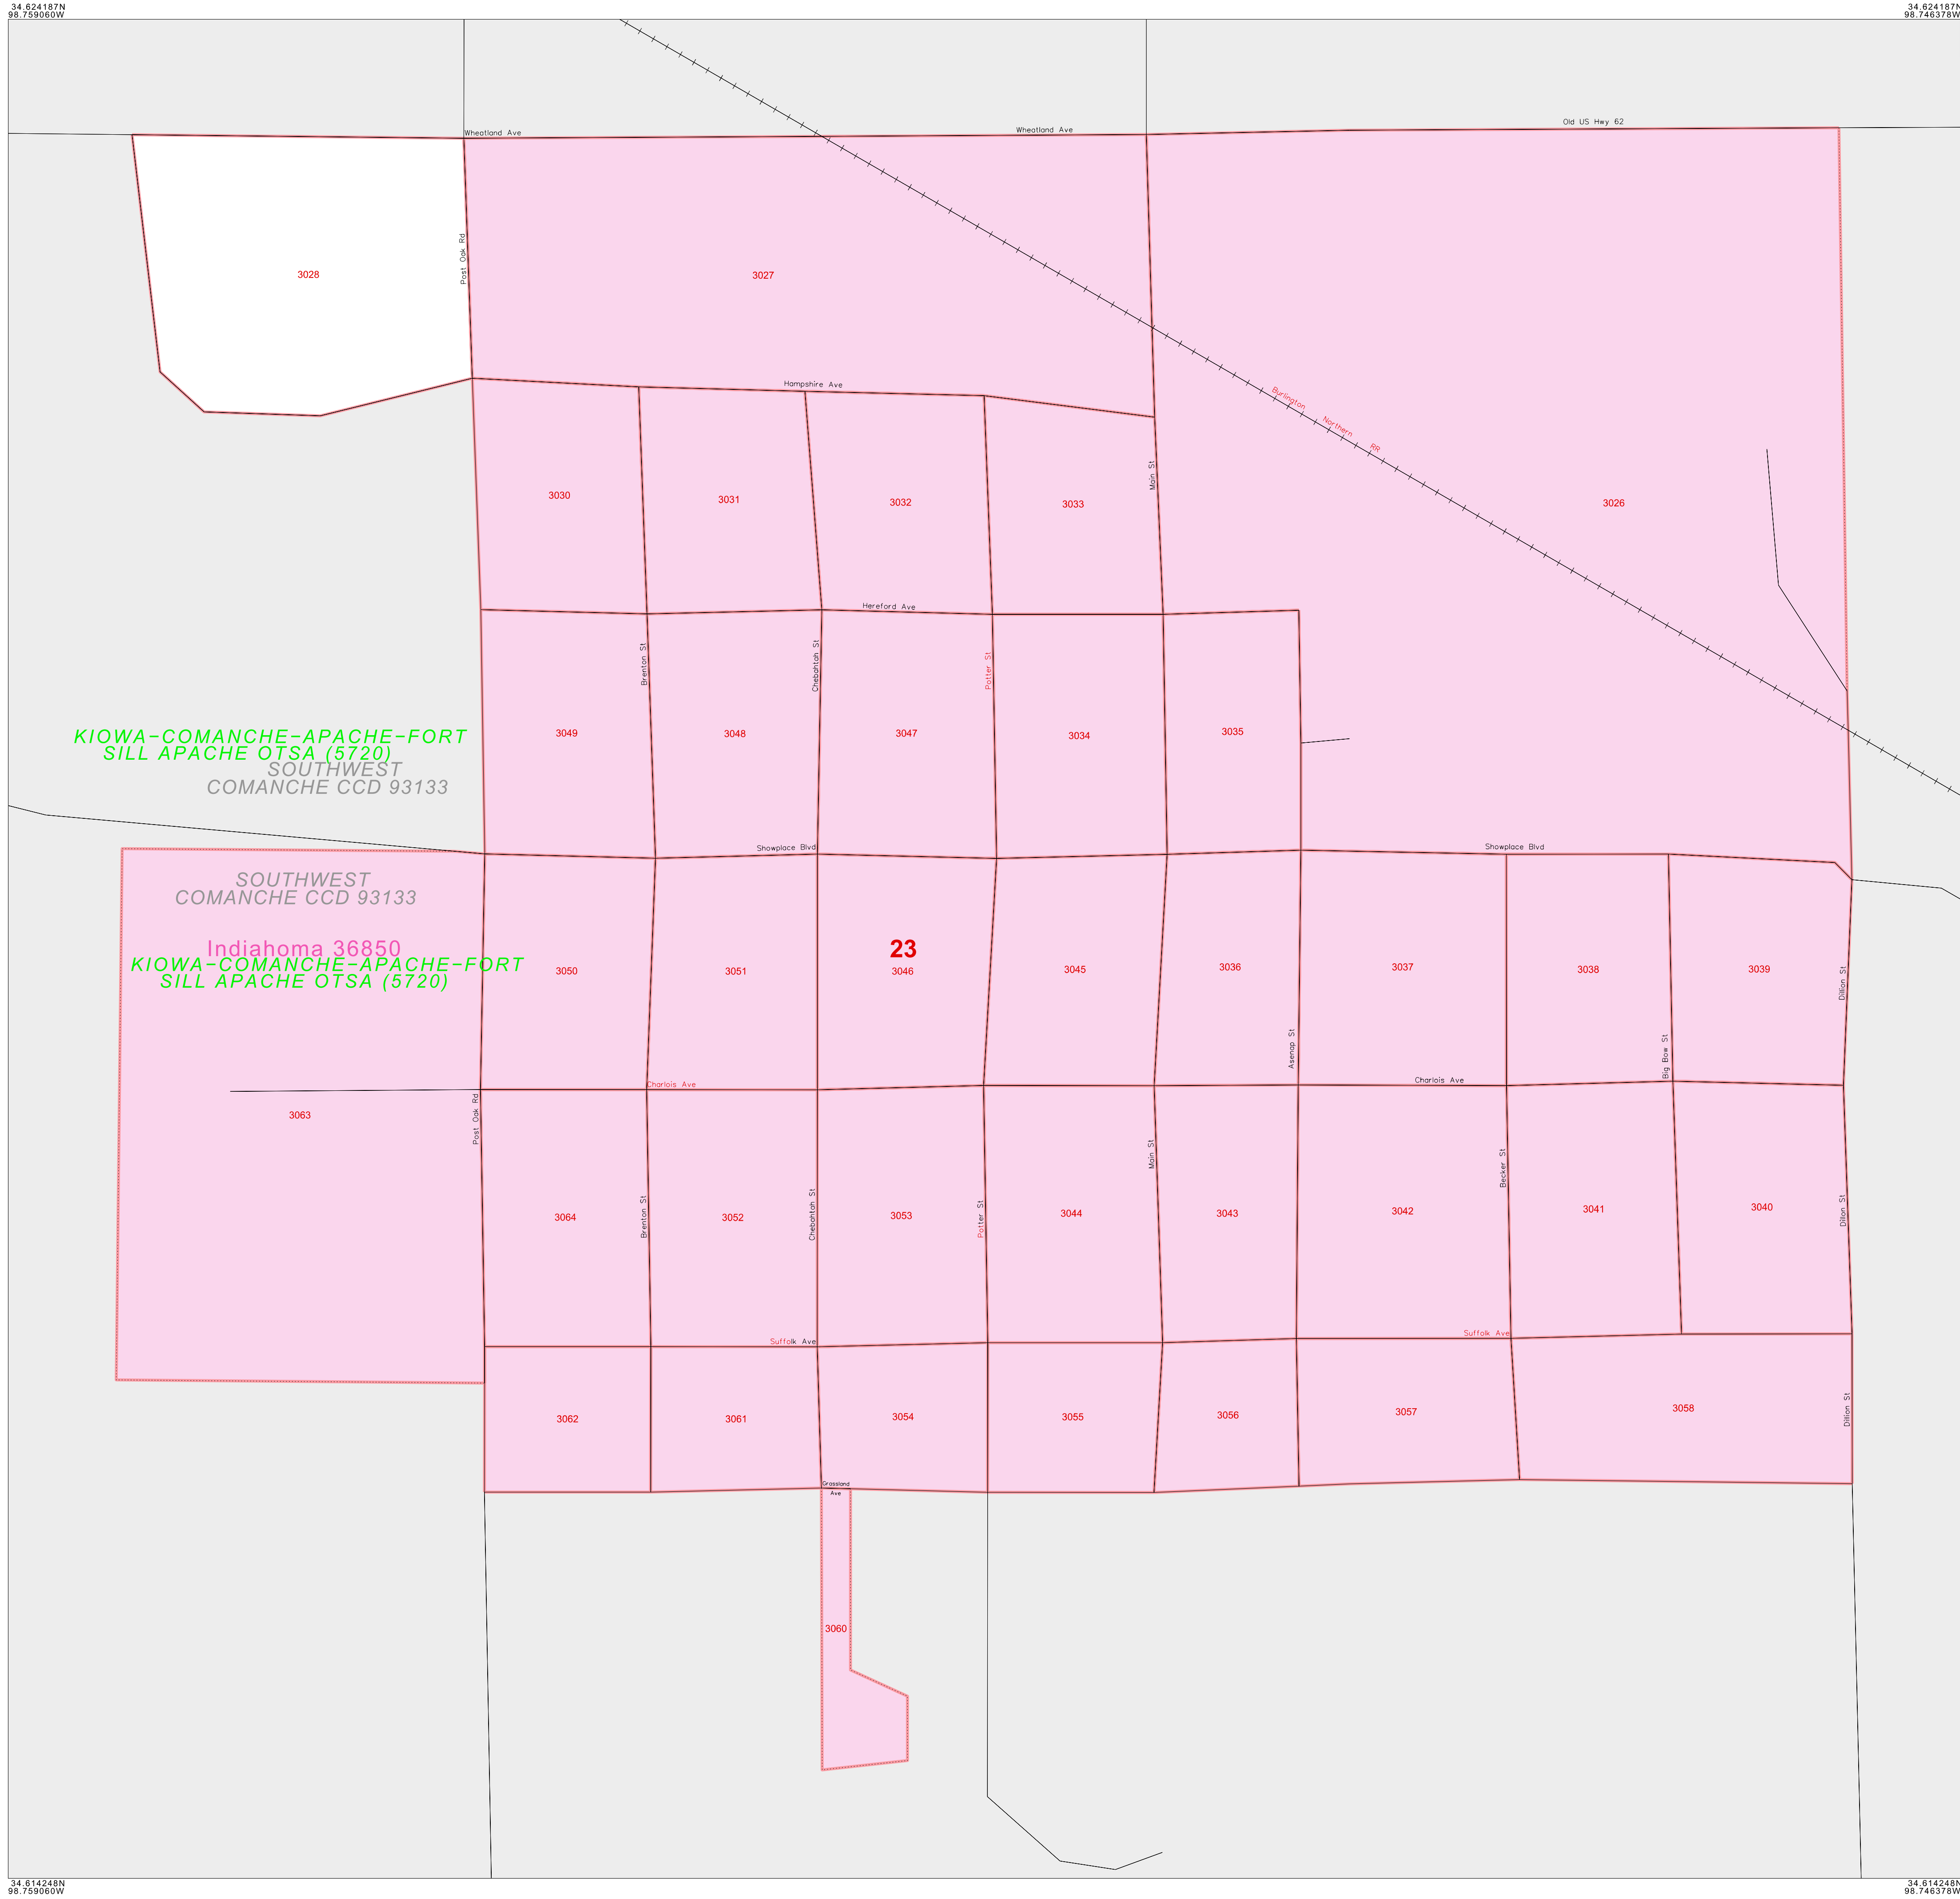 34.624187N
98.759060W
34.624187N
98.746378W
Old US Hwy 62
Wheatland Ave
Wheatland Ave
Post Oak Rd
3028
3027
Hampshire Ave
Burlington Northern RR
Main St
3030
3031
3032
3033
3026
Hereford Ave
Brenton St
Chebahtah St
Potter St
3049
3048
3047
3034
3035
KIOWA-COMANCHE-APACHE-FORT
SILL APACHE OTSA (5720)
SOUTHWEST
COMANCHE CCD 93133
Showplace Blvd
Showplace Blvd
SOUTHWEST
COMANCHE CCD 93133
Indiahoma 36850
KIOWA-COMANCHE-APACHE-FORT
SILL APACHE OTSA (5720)
23
3050
3051
3046
3045
3036
3037
3038
3039
Dillion St
Asenap St
Big Bow St
Charlois Ave
Charlois Ave
3063
Post Oak Rd
Main St
Becker St
3064
Brenton St
3052
Chebahtah St
3053
Potter St
3044
3043
3042
3041
3040
Dillon St
Suffolk Ave
Suffolk Ave
3062
3061
3054
3055
3056
3057
3058
Dillion St
Grassland
Ave
3060
34.614248N
98.759060W
34.614248N
98.746378W